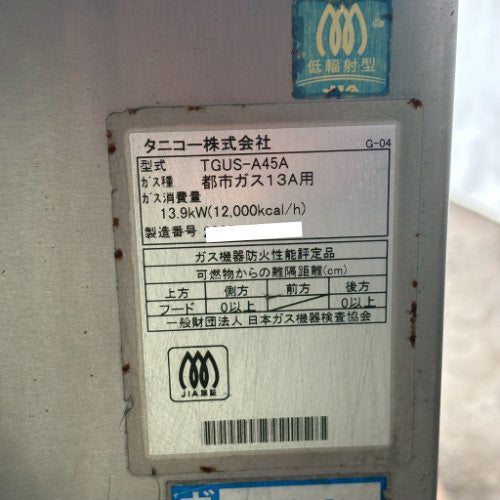 低輻射型
タニコー株式会社
G-04
型式 TGUS-A45A
ガス種 都市ガス13A用
ガス消費量
13.9kW(12,000kcal/h)
製造番号
ガス機器防火性能評定品
可燃物からの離隔距離(cm)
上方 側方 前方 後方
フード 0以上 0以上
一般財団法人 日本ガス機器検査協会
JIA認証